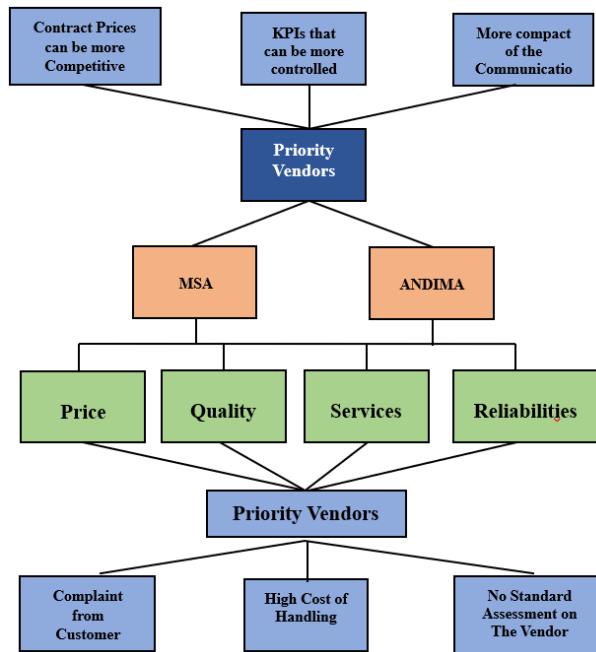 Contract Prices
can be more
Competitive
KPIs that
can be more
controlled
More compact
of the
Communicatio
Priority
Vendors
MSA
ANDIMA
Price
Quality
Services
Reliabilities
Priority Vendors
Complaint
from
Customer
High Cost of
Handling
No Standard
Assessment on
The Vendor